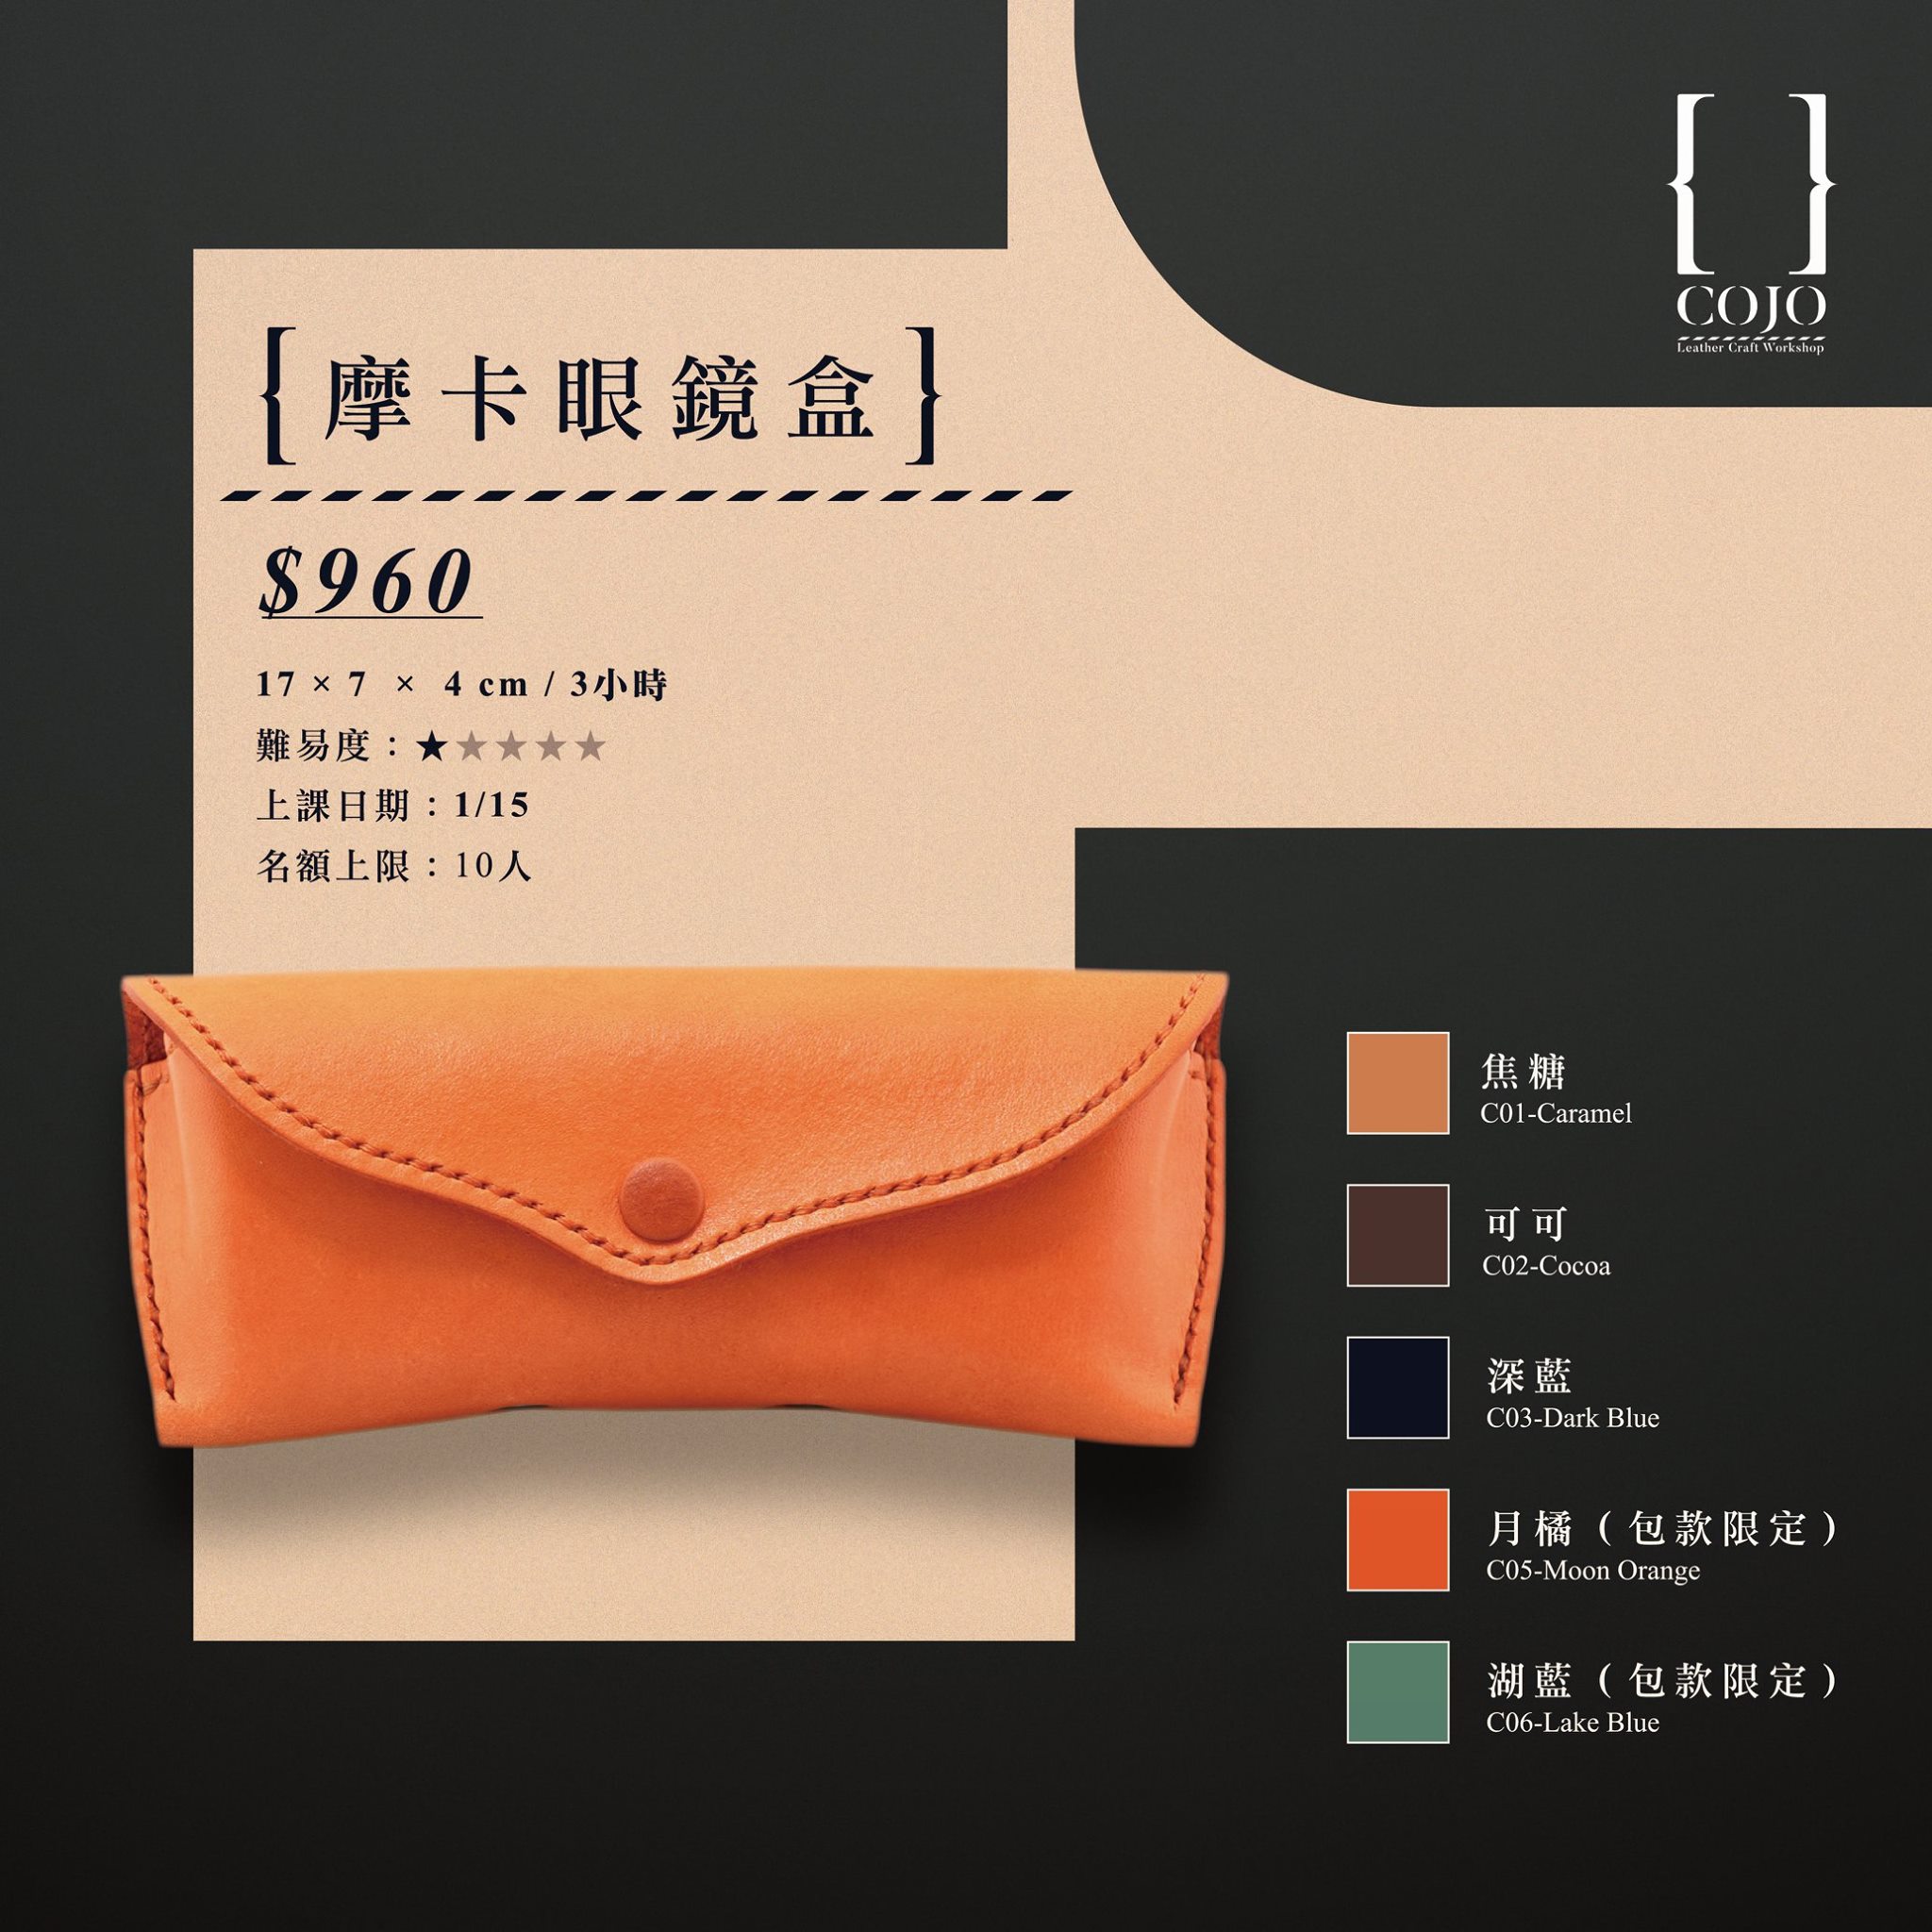 {摩卡眼鏡盒}
$960
17 × 7 × 4 cm / 3小時
難易度：★★★★★
上課日期：1/15
名額上限：10人
{ }
COJO
Leather Craft Workshop
焦糖
C01-Caramel
可可
C02-Cocoa
深藍
C03-Dark Blue
月橘（包款限定）
C05-Moon Orange
湖藍（包款限定）
C06-Lake Blue